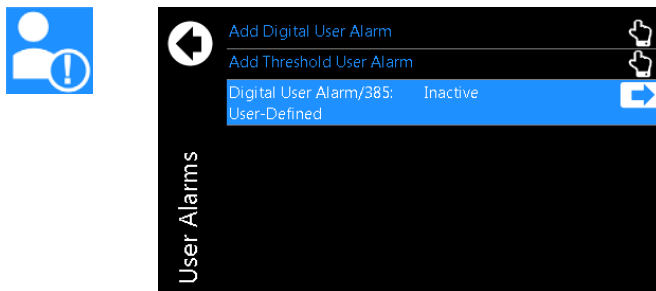 Add Digital User Alarm
Add Threshold User Alarm
Digital User Alarm/385: Inactive
User-Defined
User Alarms